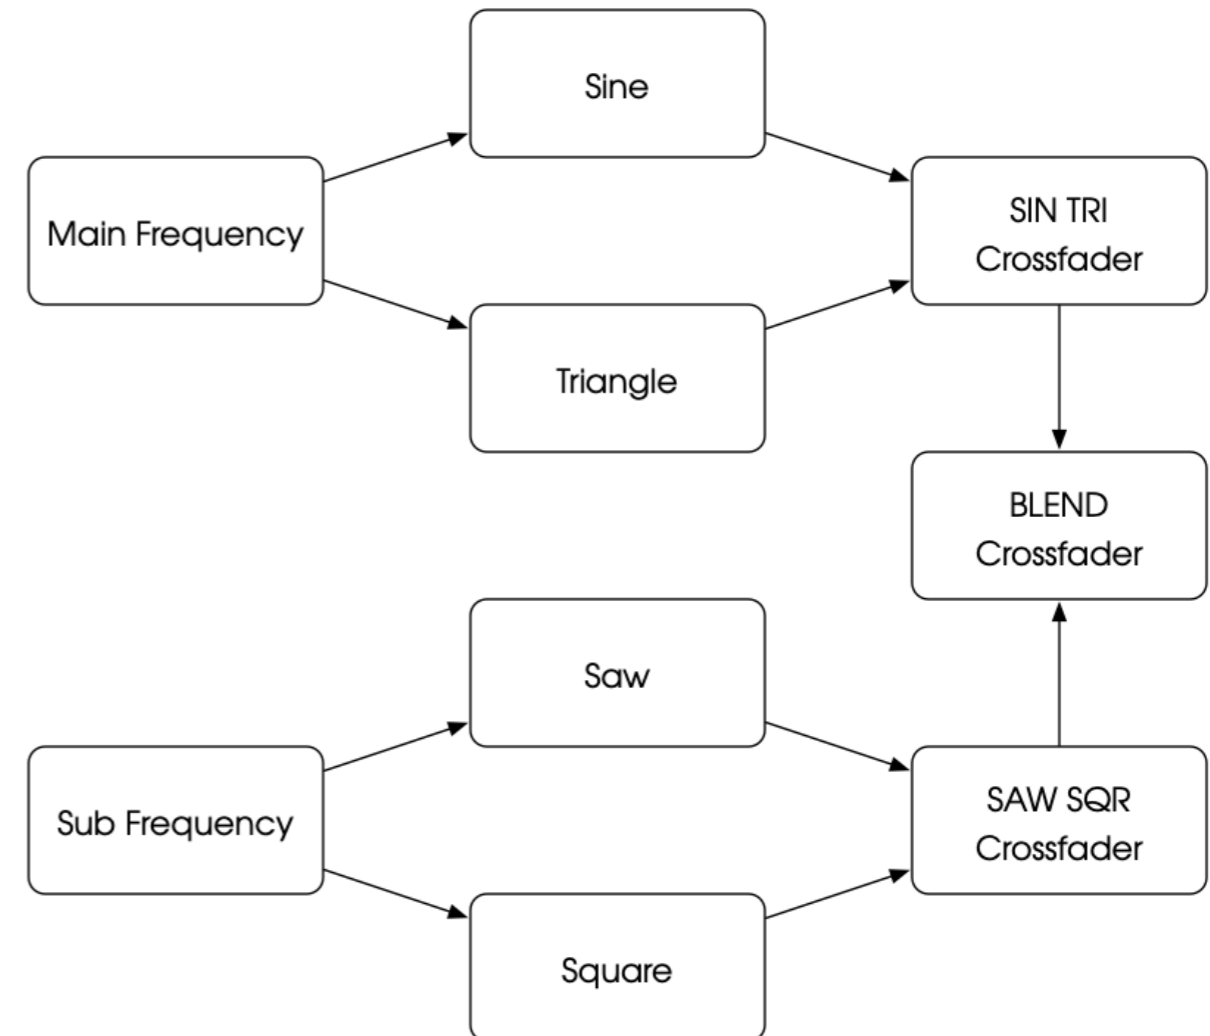 Sine
Main Frequency
SIN TRI
Crossfader
Triangle
BLEND
Crossfader
Saw
Sub Frequency
SAW SQR
Crossfader
Square